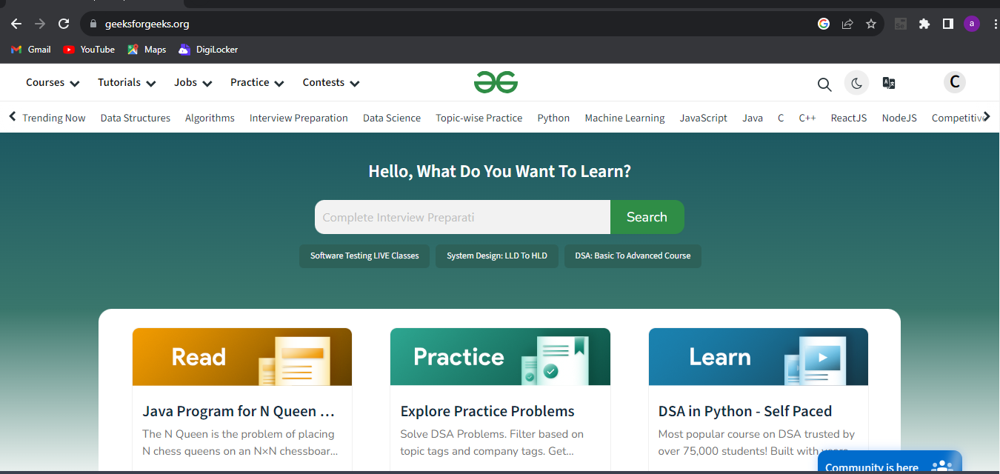 geeksforgeeks.org
a
Gmail YouTube Maps DigiLocker
Courses Tutorials Jobs Practice Contests C
Trending Now Data Structures Algorithms Interview Preparation Data Science Topic-wise Practice Python Machine Learning JavaScript Java C C++ ReactJS NodeJS Competitive
Hello, What Do You Want To Learn?
Complete Interview Preparati Search
Software Testing LIVE Classes System Design: LLD To HLD DSA: Basic To Advanced Course
Read
Java Program for N Queen ...
The N Queen is the problem of placing
N chess queens on an N×N chessboar...
Practice
Explore Practice Problems
Solve DSA Problems. Filter based on
topic tags and company tags. Get...
Learn
DSA in Python - Self Paced
Most popular course on DSA trusted by
over 75,000 students! Built with years
Community is here